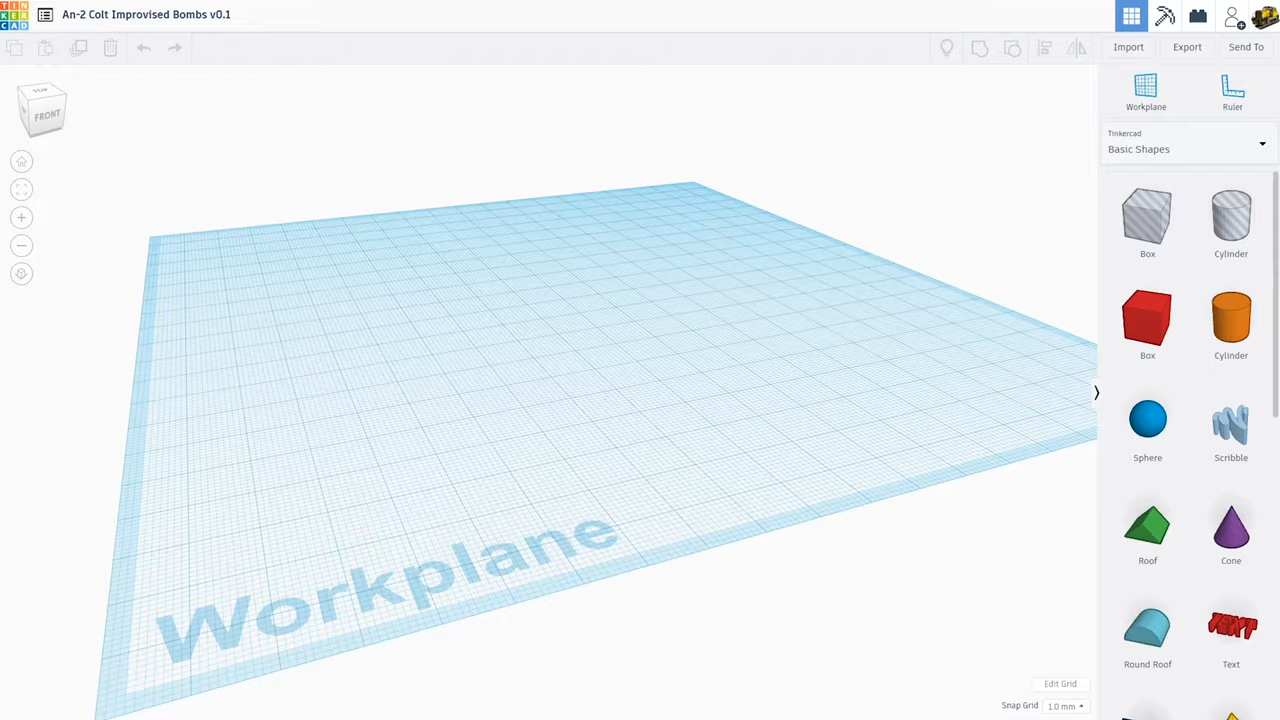 TIN
KER
CAD
An-2 Colt Improvised Bombs v0.1
Import
Export
Send To
TOP
FRONT
Workplane
Ruler
Tinkercad
Basic Shapes
Box
Cylinder
Box
Cylinder
Sphere
Scribble
Roof
Cone
TEXT
Round Roof
Text
Workplane
Edit Grid
Snap Grid
1.0 mm